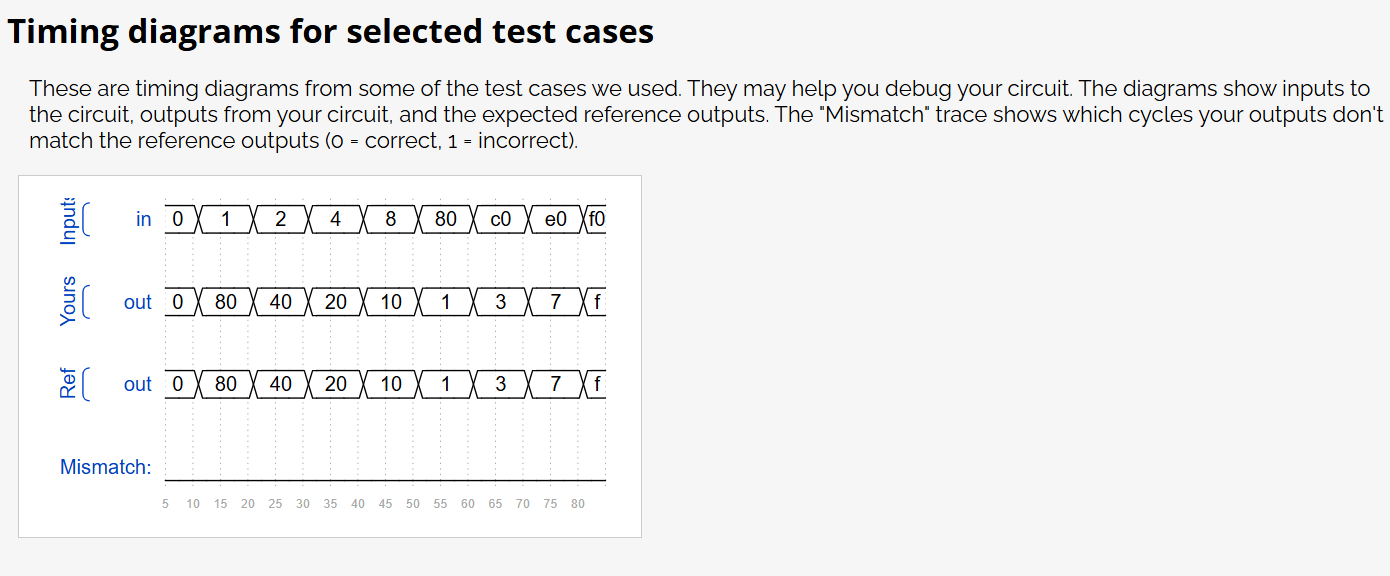 Timing diagrams for selected test cases
These are timing diagrams from some of the test cases we used. They may help you debug your circuit. The diagrams show inputs to
the circuit, outputs from your circuit, and the expected reference outputs. The "Mismatch" trace shows which cycles your outputs don't
match the reference outputs (0 = correct, 1 = incorrect).
Inputs in 0 1 2 4 8 80 c0 e0 f0
Yours out 0 80 40 20 10 1 3 7 f
Ref out 0 80 40 20 10 1 3 7 f
Mismatch:
5 10 15 20 25 30 35 40 45 50 55 60 65 70 75 80